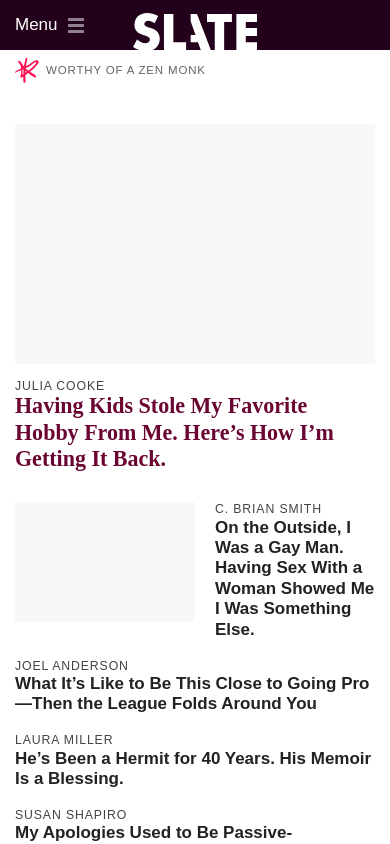 Menu
SLATE
WORTHY OF A ZEN MONK
JULIA COOKE
Having Kids Stole My Favorite
Hobby From Me. Here’s How I’m
Getting It Back.
C. BRIAN SMITH
On the Outside, I
Was a Gay Man.
Having Sex With a
Woman Showed Me
I Was Something
Else.
JOEL ANDERSON
What It’s Like to Be This Close to Going Pro
—Then the League Folds Around You
LAURA MILLER
He’s Been a Hermit for 40 Years. His Memoir
Is a Blessing.
SUSAN SHAPIRO
My Apologies Used to Be Passive-